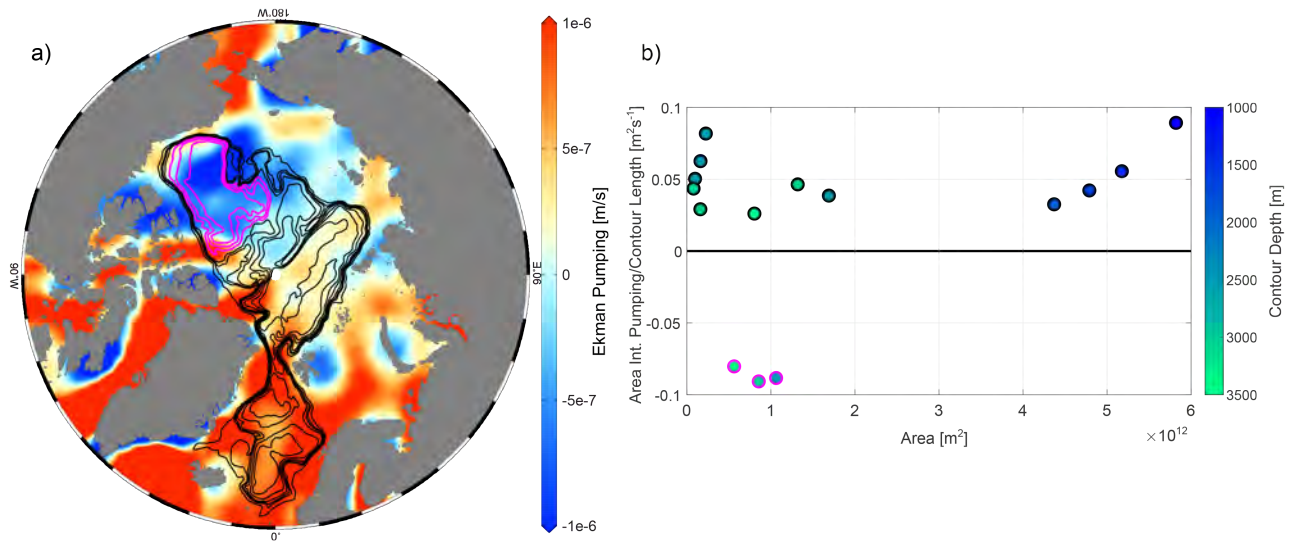 a)
180°W
90°W
90°E
0°
1e-6
5e-7
0
-5e-7
-1e-6
Ekman Pumping [m/s]
b)
Area Int. Pumping/Contour Length [m²s⁻¹]
0.1
0.05
0
-0.05
-0.1
0
1
2
3
4
5
6
×10¹²
Area [m²]
1000
1500
2000
2500
3000
3500
Contour Depth [m]